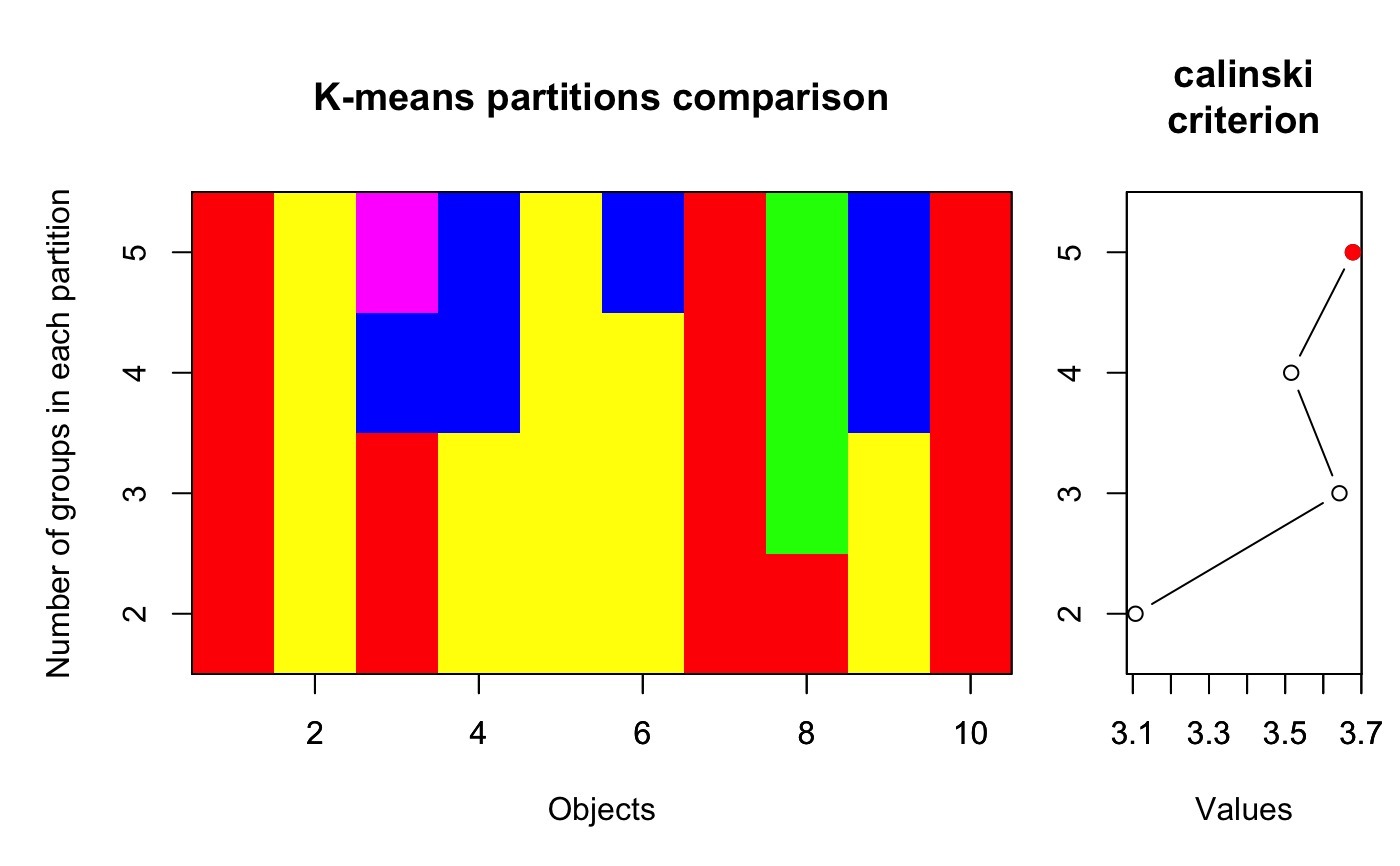 K-means partitions comparison
calinski
criterion
Number of groups in each partition
5
4
3
2
2
4
6
8
10
Objects
5
4
3
2
3.1
3.3
3.5
3.7
Values